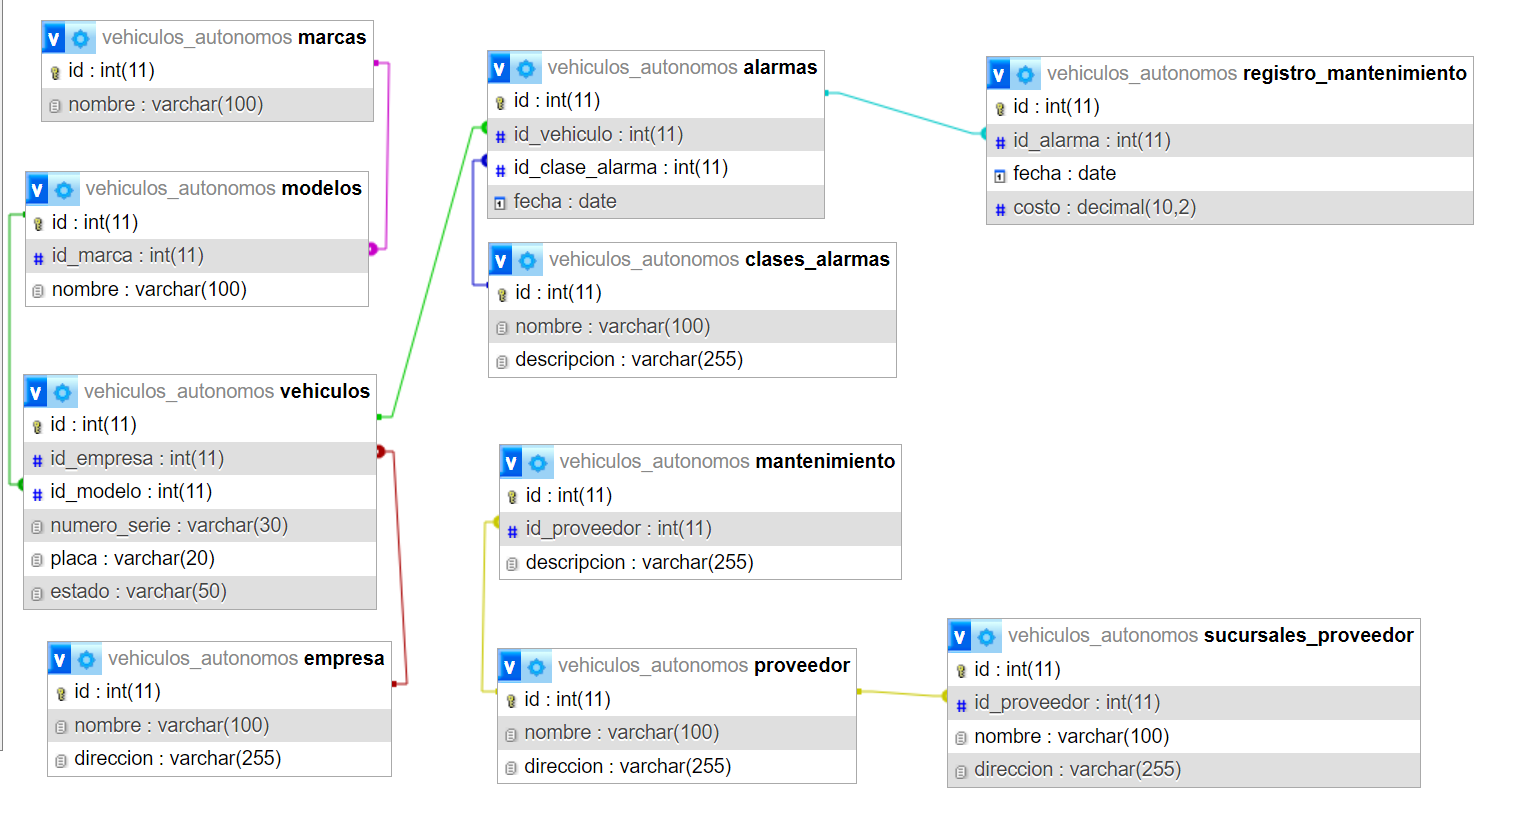 vehiculos_autonomos marcas
id : int(11)
nombre : varchar(100)
vehiculos_autonomos modelos
id : int(11)
id_marca : int(11)
nombre : varchar(100)
vehiculos_autonomos vehiculos
id : int(11)
id_empresa : int(11)
id_modelo : int(11)
numero_serie : varchar(30)
placa : varchar(20)
estado : varchar(50)
vehiculos_autonomos empresa
id : int(11)
nombre : varchar(100)
direccion : varchar(255)
vehiculos_autonomos alarmas
id : int(11)
id_vehiculo : int(11)
id_clase_alarma : int(11)
fecha : date
vehiculos_autonomos clases_alarmas
id : int(11)
nombre : varchar(100)
descripcion : varchar(255)
vehiculos_autonomos mantenimiento
id : int(11)
id_proveedor : int(11)
descripcion : varchar(255)
vehiculos_autonomos proveedor
id : int(11)
nombre : varchar(100)
direccion : varchar(255)
vehiculos_autonomos registro_mantenimiento
id : int(11)
id_alarma : int(11)
fecha : date
costo : decimal(10,2)
vehiculos_autonomos sucursales_proveedor
id : int(11)
id_proveedor : int(11)
nombre : varchar(100)
direccion : varchar(255)